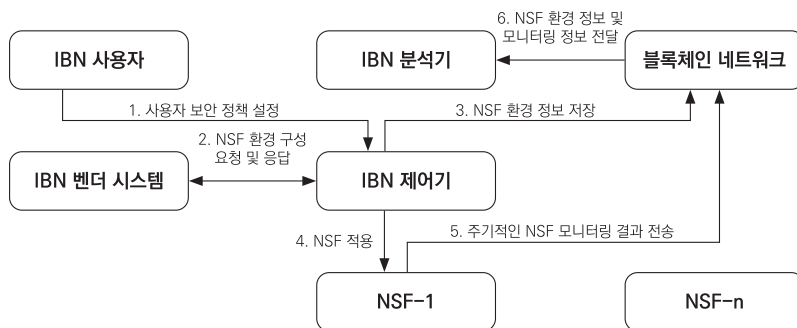 6. NSF 환경 정보 및
모니터링 정보 전달
IBN 사용자
IBN 분석기
블록체인 네트워크
1. 사용자 보안 정책 설정
3. NSF 환경 정보 저장
2. NSF 환경 구성
요청 및 응답
IBN 벤더 시스템
IBN 제어기
4. NSF 적용
5. 주기적인 NSF 모니터링 결과 전송
NSF-1
NSF-n